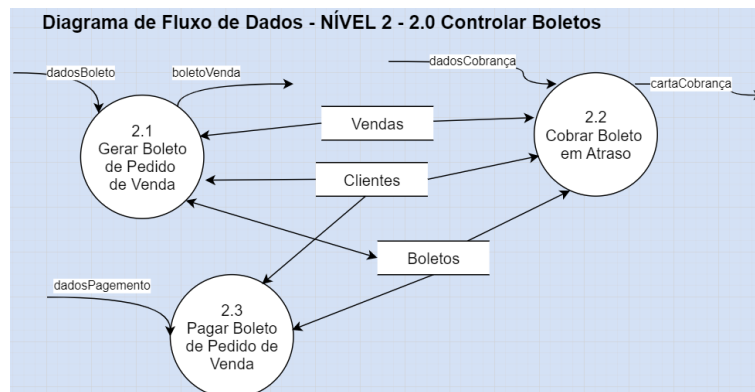 Diagrama de Fluxo de Dados - NÍVEL 2 - 2.0 Controlar Boletos
dadosBoleto
boletoVenda
dadosCobrança
cartaCobrança
2.1
Gerar Boleto
de Pedido
de Venda
Vendas
2.2
Cobrar Boleto
em Atraso
Clientes
Boletos
dadosPagemento
2.3
Pagar Boleto
de Pedido de
Venda